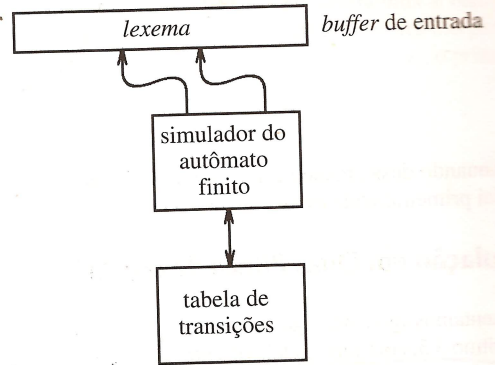 lexema
buffer de entrada
simulador do
autômato
finito
tabela de
transições